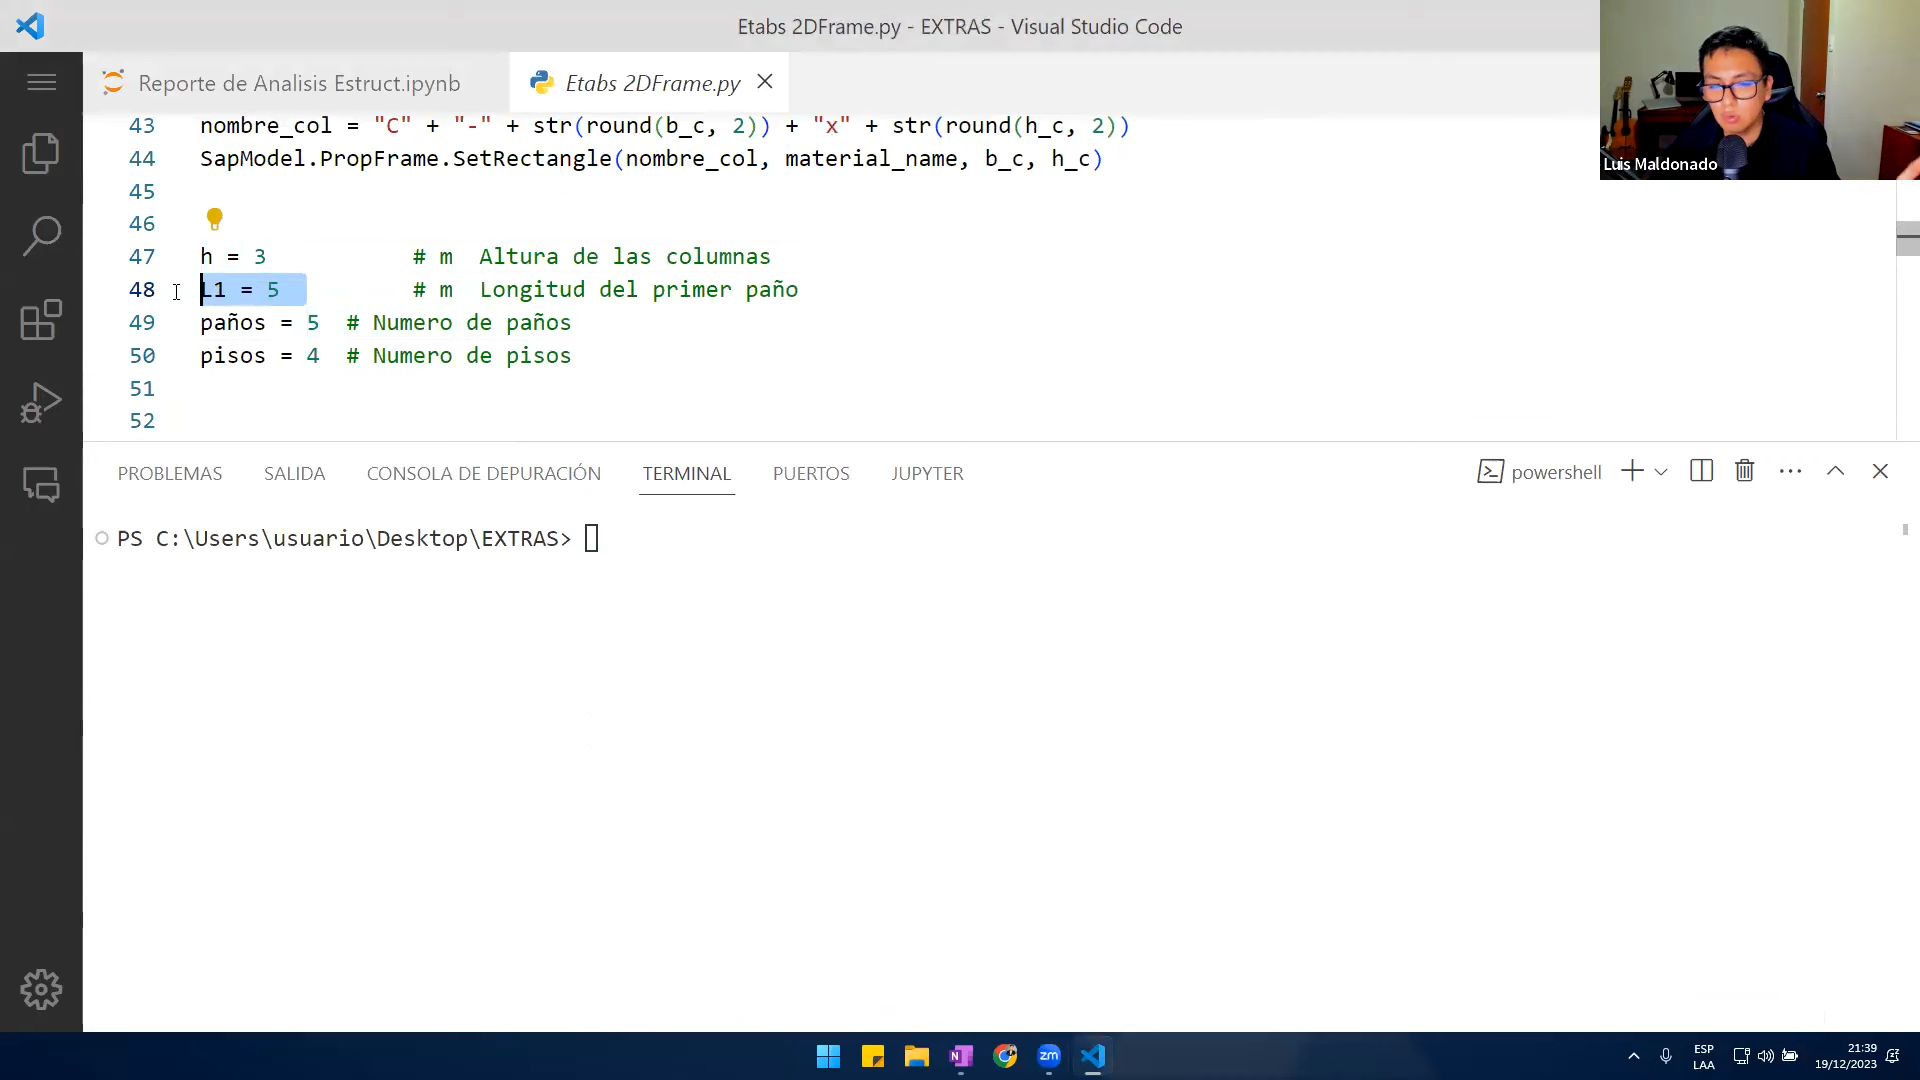 Etabs 2DFrame.py - EXTRAS - Visual Studio Code
Reporte de Analisis Estruct.ipynb
Etabs 2DFrame.py
Luis Maldonado
43 nombre_col = "C" + "-" + str(round(b_c, 2)) + "x" + str(round(h_c, 2))
44 SapModel.PropFrame.SetRectangle(nombre_col, material_name, b_c, h_c)
45
46
47 h = 3 # m Altura de las columnas
48 L1 = 5 # m Longitud del primer paño
49 paños = 5 # Numero de paños
50 pisos = 4 # Numero de pisos
51
52
PROBLEMAS SALIDA CONSOLA DE DEPURACIÓN TERMINAL PUERTOS JUPYTER
powershell
PS C:\Users\usuario\Desktop\EXTRAS>
N
zm
ESP
LAA
21:39
19/12/2023